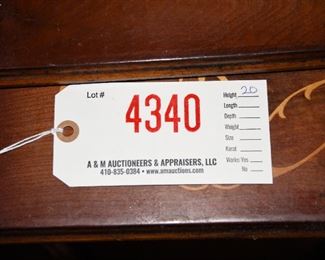 Lot #
4340
A & M AUCTIONEERS & APPRAISERS, LLC
410-835-0384 • www.amauctions.com
Height 20
Length
Depth
Weight
Size
Karat
Works Yes
No